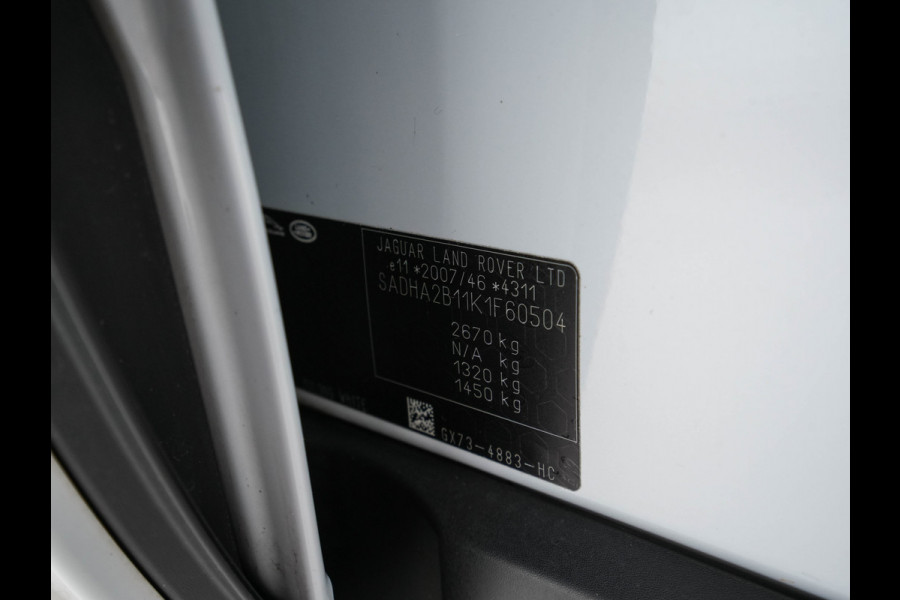 JAGUAR LAND ROVER LTD
e11 *2007/46 *4311
SADHA2B11K1F60504
2670 kg
N/A kg
1320 kg
1450 kg
WHITE
GX73-4883-HC